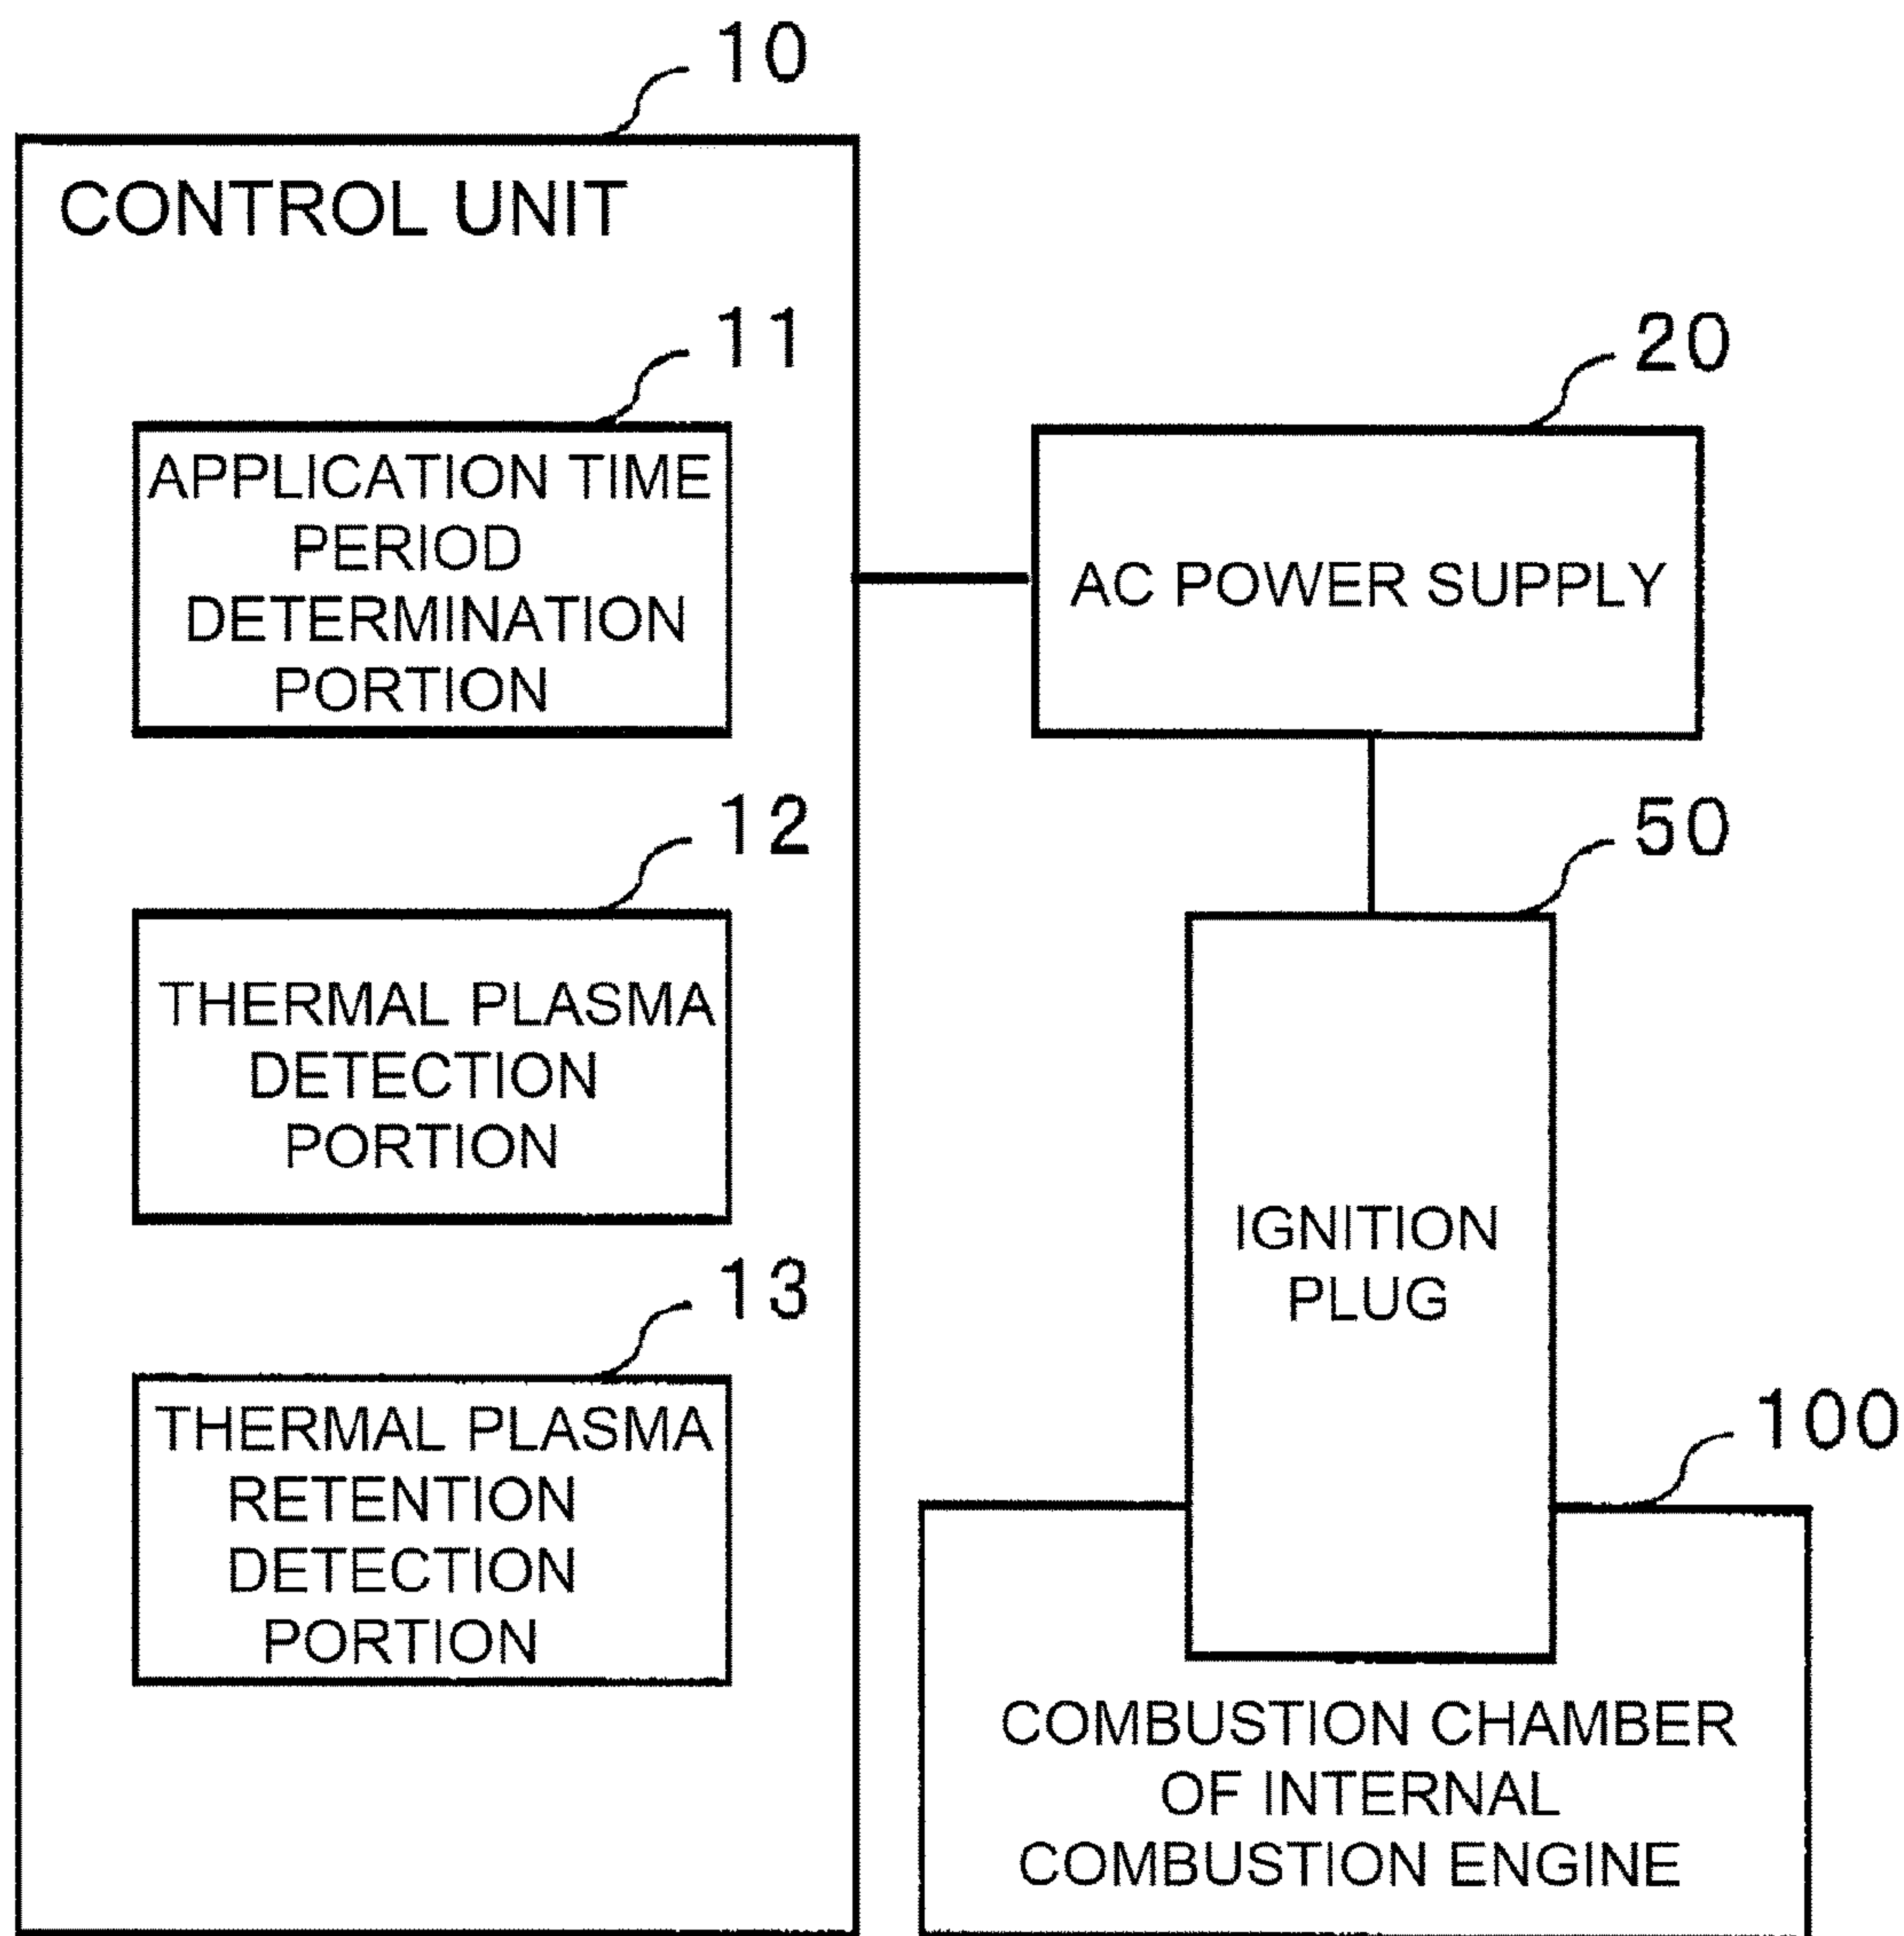 10
CONTROL UNIT
11
APPLICATION TIME
PERIOD
DETERMINATION
PORTION
12
THERMAL PLASMA
DETECTION
PORTION
13
THERMAL PLASMA
RETENTION
DETECTION
PORTION
20
AC POWER SUPPLY
50
IGNITION
PLUG
100
COMBUSTION CHAMBER
OF INTERNAL
COMBUSTION ENGINE